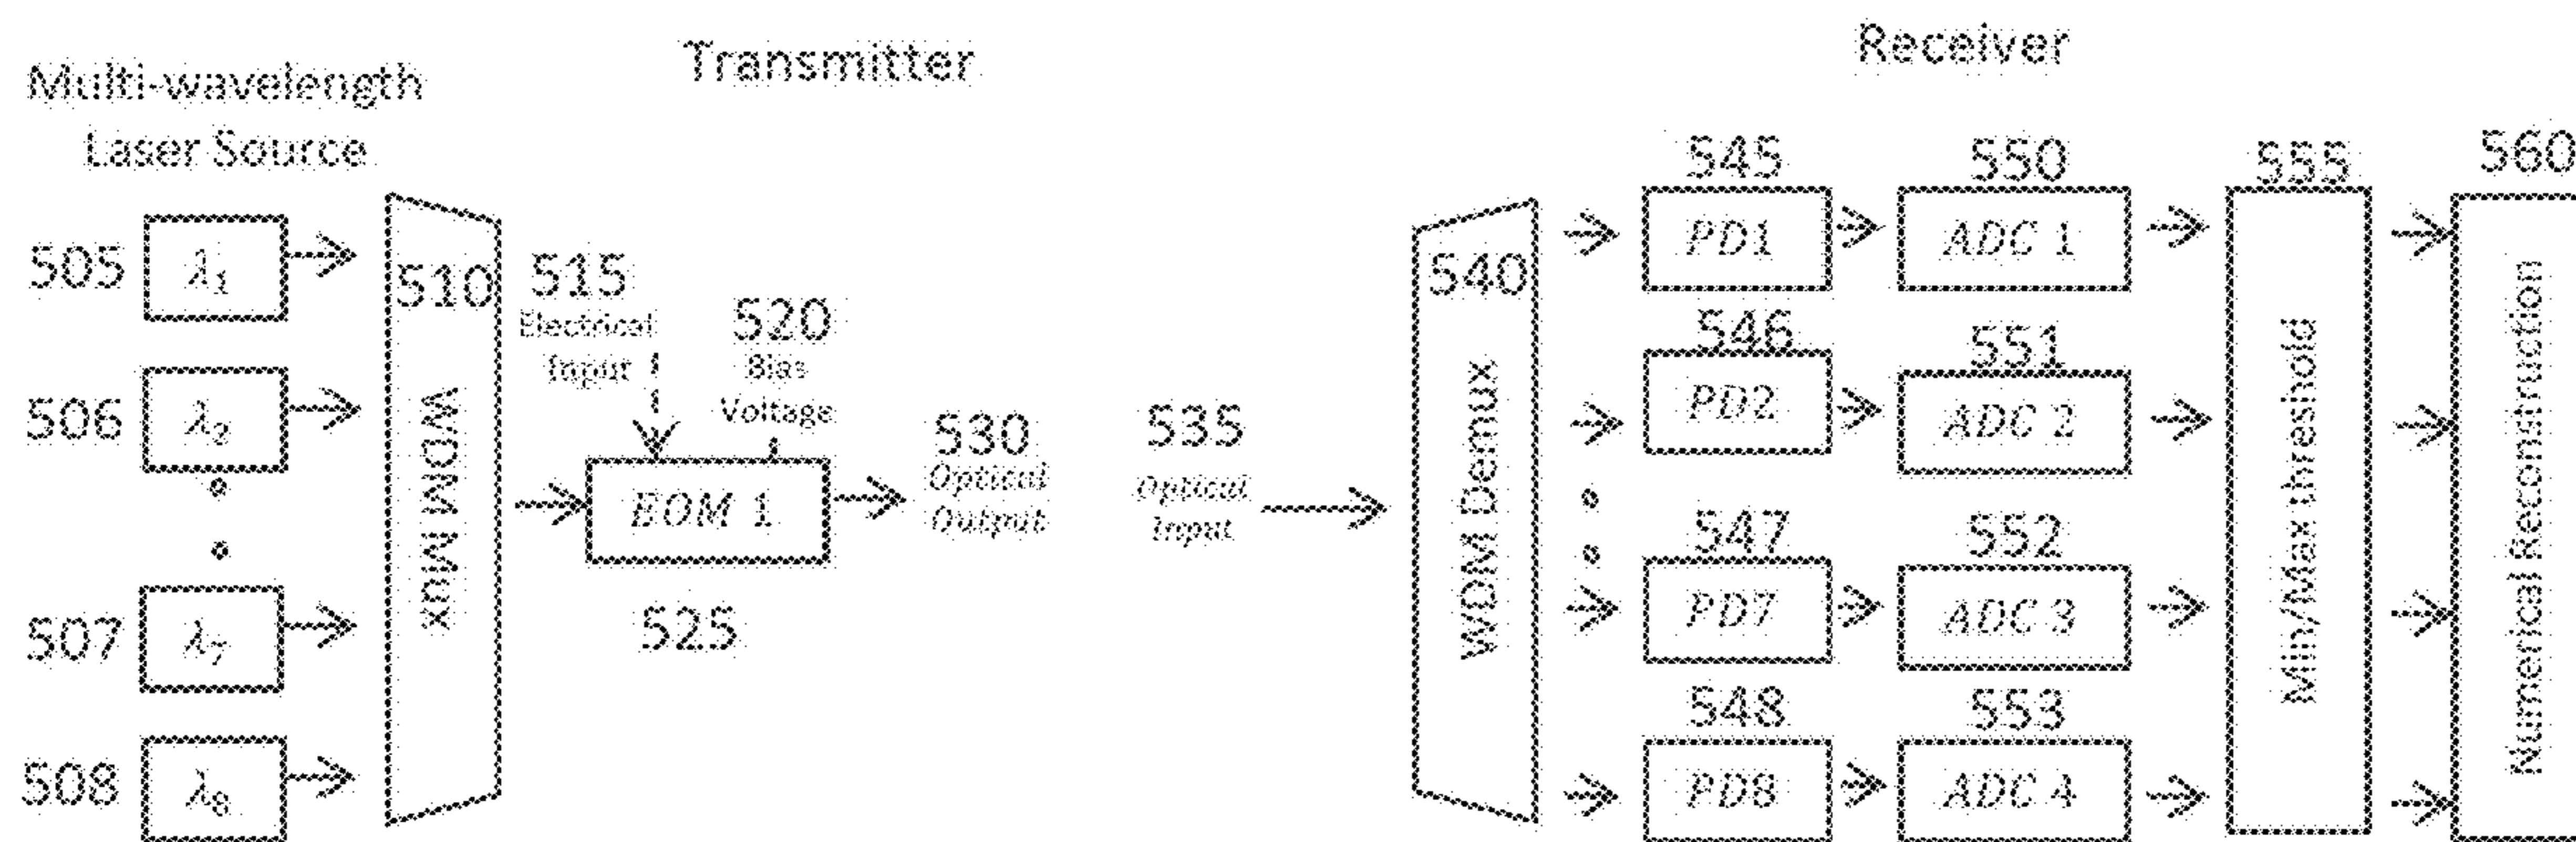 Transmitter
Receiver
Multi-wavelength
Laser Source
505
λ₁
506
λ₂
507
λ₇
508
λ₈
510
WDM Mux
515
Electrical
Input
520
Bias
Voltage
EOM 1
525
530
Optical
Output
535
Optical
Input
540
WDM Demux
545
PD1
546
PD2
547
PD7
548
PD8
550
ADC 1
551
ADC 2
552
ADC 3
553
ADC 4
555
Min/Max threshold
560
Numerical Reconstruction